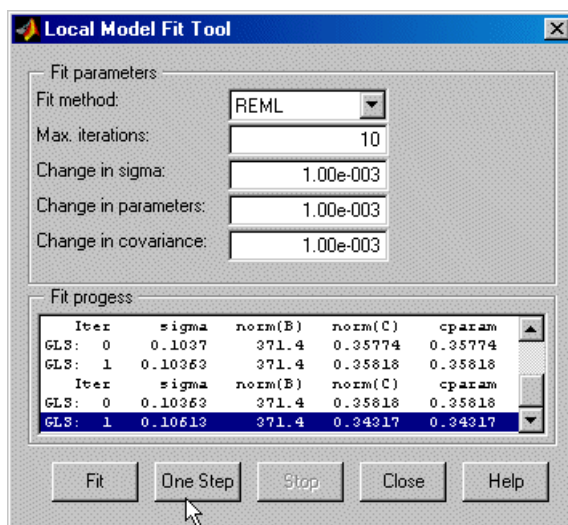 Local Model Fit Tool
Fit parameters
Fit method: REML
Max. iterations: 10
Change in sigma: 1.00e-003
Change in parameters: 1.00e-003
Change in covariance: 1.00e-003
Fit progess
Iter sigma norm(B) norm(C) cparam
GLS: 0 0.1037 371.4 0.35774 0.35774
GLS: 1 0.10363 371.4 0.35818 0.35818
Iter sigma norm(B) norm(C) cparam
GLS: 0 0.10363 371.4 0.35818 0.35818
GLS: 1 0.10613 371.4 0.34317 0.34317
Fit One Step Stop Close Help